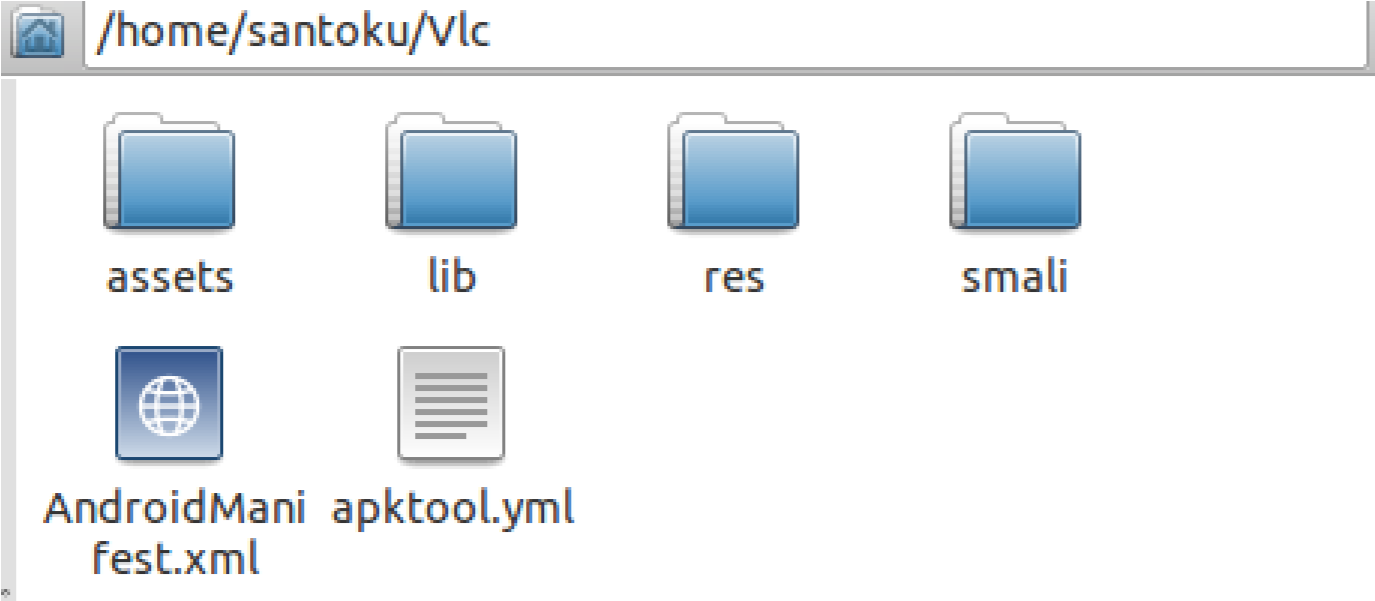 /home/santoku/Vlc
assets
lib
res
smali
AndroidMani
fest.xml
apktool.yml